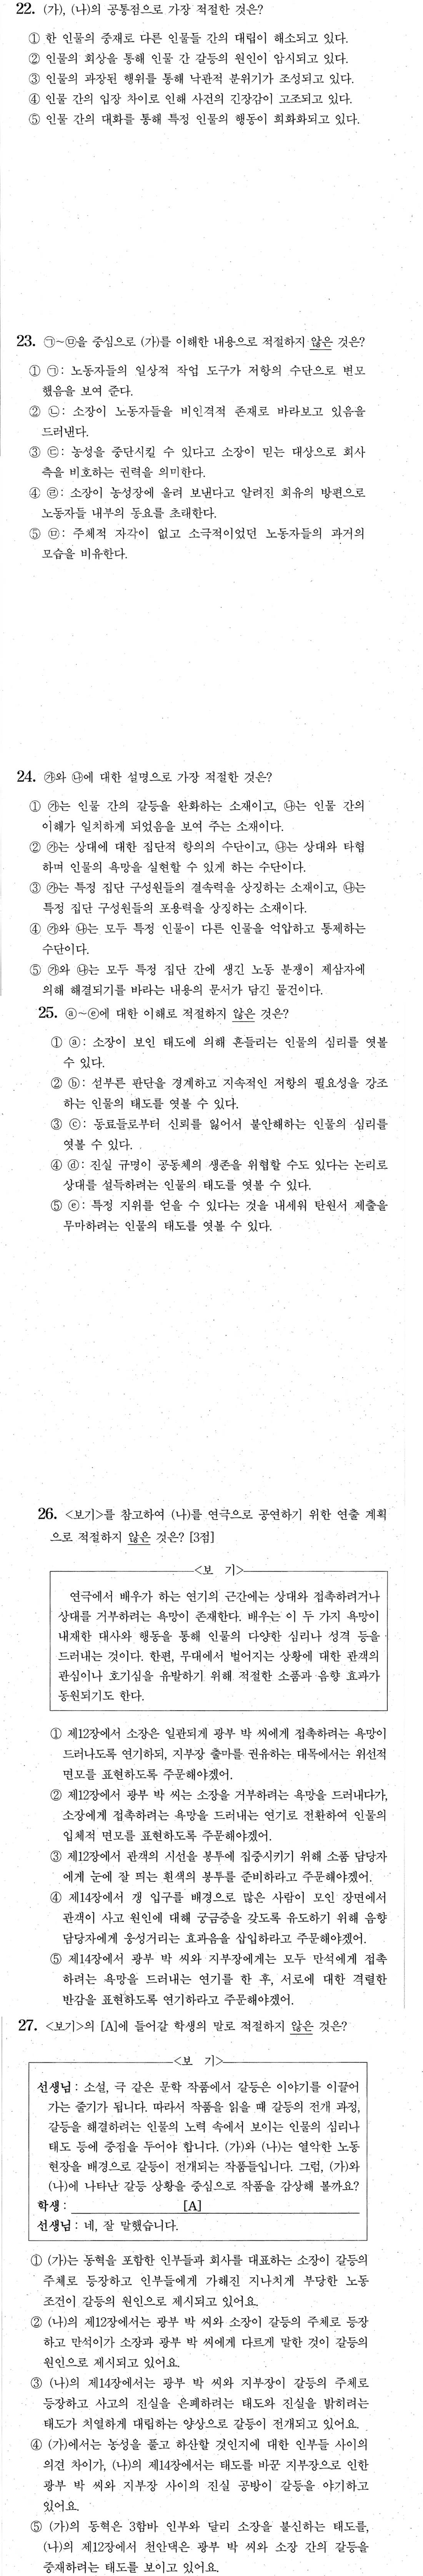 22. (가), (나)의 공통점으로 가장 적절한 것은?
① 한 인물의 중재로 다른 인물들 간의 대립이 해소되고 있다.
② 인물의 회상을 통해 인물 간 갈등의 원인이 암시되고 있다.
③ 인물의 과장된 행위를 통해 낙관적 분위기가 조성되고 있다.
④ 인물 간의 입장 차이로 인해 사건의 긴장감이 고조되고 있다.
⑤ 인물 간의 대화를 통해 특정 인물의 행동이 희화화되고 있다.
23. ㉠~㉤을 중심으로 (가)를 이해한 내용으로 적절하지 않은 것은?
① ㉠: 노동자들의 일상적 작업 도구가 저항의 수단으로 변모
했음을 보여 준다.
② ㉡: 소장이 노동자들을 비인격적 존재로 바라보고 있음을
드러낸다.
③ ㉢: 농성을 중단시킬 수 있다고 소장이 믿는 대상으로 회사
측을 비호하는 권력을 의미한다.
④ ㉣: 소장이 농성장에 올려 보낸다고 알려진 회유의 방편으로
노동자들 내부의 동요를 초래한다.
⑤ ㉤: 주체적 자각이 없고 소극적이었던 노동자들의 과거의
모습을 비유한다.
24. ㉮와 ㉯에 대한 설명으로 가장 적절한 것은?
① ㉮는 인물 간의 갈등을 완화하는 소재이고, ㉯는 인물 간의
이해가 일치하게 되었음을 보여 주는 소재이다.
② ㉮는 상대에 대한 집단적 항의의 수단이고, ㉯는 상대와 타협
하며 인물의 욕망을 실현할 수 있게 하는 수단이다.
③ ㉮는 특정 집단 구성원들의 결속력을 상징하는 소재이고, ㉯는
특정 집단 구성원들의 포용력을 상징하는 소재이다.
④ ㉮와 ㉯는 모두 특정 인물이 다른 인물을 억압하고 통제하는
수단이다.
⑤ ㉮와 ㉯는 모두 특정 집단 간에 생긴 노동 분쟁이 제삼자에
의해 해결되기를 바라는 내용의 문서가 담긴 물건이다.
25. ⓐ~ⓔ에 대한 이해로 적절하지 않은 것은?
① ⓐ: 소장이 보인 태도에 의해 흔들리는 인물의 심리를 엿볼
수 있다.
② ⓑ: 섣부른 판단을 경계하고 지속적인 저항의 필요성을 강조
하는 인물의 태도를 엿볼 수 있다.
③ ⓒ: 동료들로부터 신뢰를 잃어서 불안해하는 인물의 심리를
엿볼 수 있다.
④ ⓓ: 진실 규명이 공동체의 생존을 위협할 수도 있다는 논리로
상대를 설득하려는 인물의 태도를 엿볼 수 있다.
⑤ ⓔ: 특정 지위를 얻을 수 있다는 것을 내세워 탄원서 제출을
무마하려는 인물의 태도를 엿볼 수 있다.
26. <보기>를 참고하여 (나)를 연극으로 공연하기 위한 연출 계획
으로 적절하지 않은 것은? [3점]
<보 기>
연극에서 배우가 하는 연기의 근간에는 상대와 접촉하려거나
상대를 거부하려는 욕망이 존재한다. 배우는 이 두 가지 욕망이
내재한 대사와 행동을 통해 인물의 다양한 심리나 성격 등을
드러내는 것이다. 한편, 무대에서 벌어지는 상황에 대한 관객의
관심이나 호기심을 유발하기 위해 적절한 소품과 음향 효과가
동원되기도 한다.
① 제12장에서 소장은 일관되게 광부 박 씨에게 접촉하려는 욕망이
드러나도록 연기하되, 지부장 출마를 권유하는 대목에서는 위선적
면모를 표현하도록 주문해야겠어.
② 제12장에서 광부 박 씨는 소장을 거부하려는 욕망을 드러내다가,
소장에게 접촉하려는 욕망을 드러내는 연기로 전환하여 인물의
입체적 면모를 표현하도록 주문해야겠어.
③ 제12장에서 관객의 시선을 봉투에 집중시키기 위해 소품 담당자
에게 눈에 잘 띄는 흰색의 봉투를 준비하라고 주문해야겠어.
④ 제14장에서 갱 입구를 배경으로 많은 사람이 모인 장면에서
관객이 사고 원인에 대해 궁금증을 갖도록 유도하기 위해 음향
담당자에게 웅성거리는 효과음을 삽입하라고 주문해야겠어.
⑤ 제14장에서 광부 박 씨와 지부장에게는 모두 만석에게 접촉
하려는 욕망을 드러내는 연기를 한 후, 서로에 대한 격렬한
반감을 표현하도록 연기하라고 주문해야겠어.
27. <보기>의 [A]에 들어갈 학생의 말로 적절하지 않은 것은?
<보 기>
선생님 : 소설, 극 같은 문학 작품에서 갈등은 이야기를 이끌어
가는 줄기가 됩니다. 따라서 작품을 읽을 때 갈등의 전개 과정,
갈등을 해결하려는 인물의 노력 속에서 보이는 인물의 심리나
태도 등에 중점을 두어야 합니다. (가)와 (나)는 열악한 노동
현장을 배경으로 갈등이 전개되는 작품들입니다. 그럼, (가)와
(나)에 나타난 갈등 상황을 중심으로 작품을 감상해 볼까요?
학생 : [A]
선생님 : 네, 잘 말했습니다.
① (가)는 동혁을 포함한 인부들과 회사를 대표하는 소장이 갈등의
주체로 등장하고 인부들에게 가해진 지나치게 부당한 노동
조건이 갈등의 원인으로 제시되고 있어요.
② (나)의 제12장에서는 광부 박 씨와 소장이 갈등의 주체로 등장
하고 만석이가 소장과 광부 박 씨에게 다르게 말한 것이 갈등의
원인으로 제시되고 있어요.
③ (나)의 제14장에서는 광부 박 씨와 지부장이 갈등의 주체로
등장하고 사고의 진실을 은폐하려는 태도와 진실을 밝히려는
태도가 치열하게 대립하는 양상으로 갈등이 전개되고 있어요.
④ (가)에서는 농성을 풀고 하산할 것인지에 대한 인부들 사이의
의견 차이가, (나)의 제14장에서는 태도를 바꾼 지부장으로 인한
광부 박 씨와 지부장 사이의 진실 공방이 갈등을 야기하고
있어요.
⑤ (가)의 동혁은 3함바 인부와 달리 소장을 불신하는 태도를,
(나)의 제12장에서 천안댁은 광부 박 씨와 소장 간의 갈등을
중재하려는 태도를 보이고 있어요.